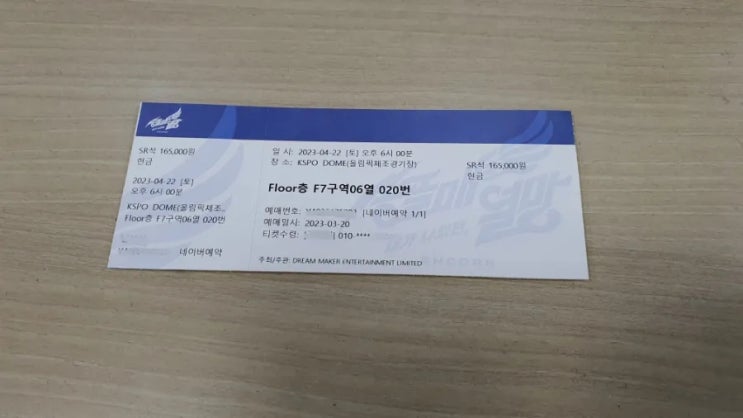 SR석 165,000원
현금
2023-04-22 [토]
오후 6시 00분
KSPO DOME(올림픽체조,
Floor층 F7구역06열 020번
네이버예약
일 시: 2023-04-22 [토] 오후 6시 00분
장 소: KSPO DOME(올림픽체조경기장)
Floor층 F7구역06열 020번
예매번호: [네이버예약 1/1]
예매일시: 2023-03-20
티켓수령: 010-****
주최/주관: DREAM MAKER ENTERTAINMENT LIMITED
SR석 165,000원
현금
열망